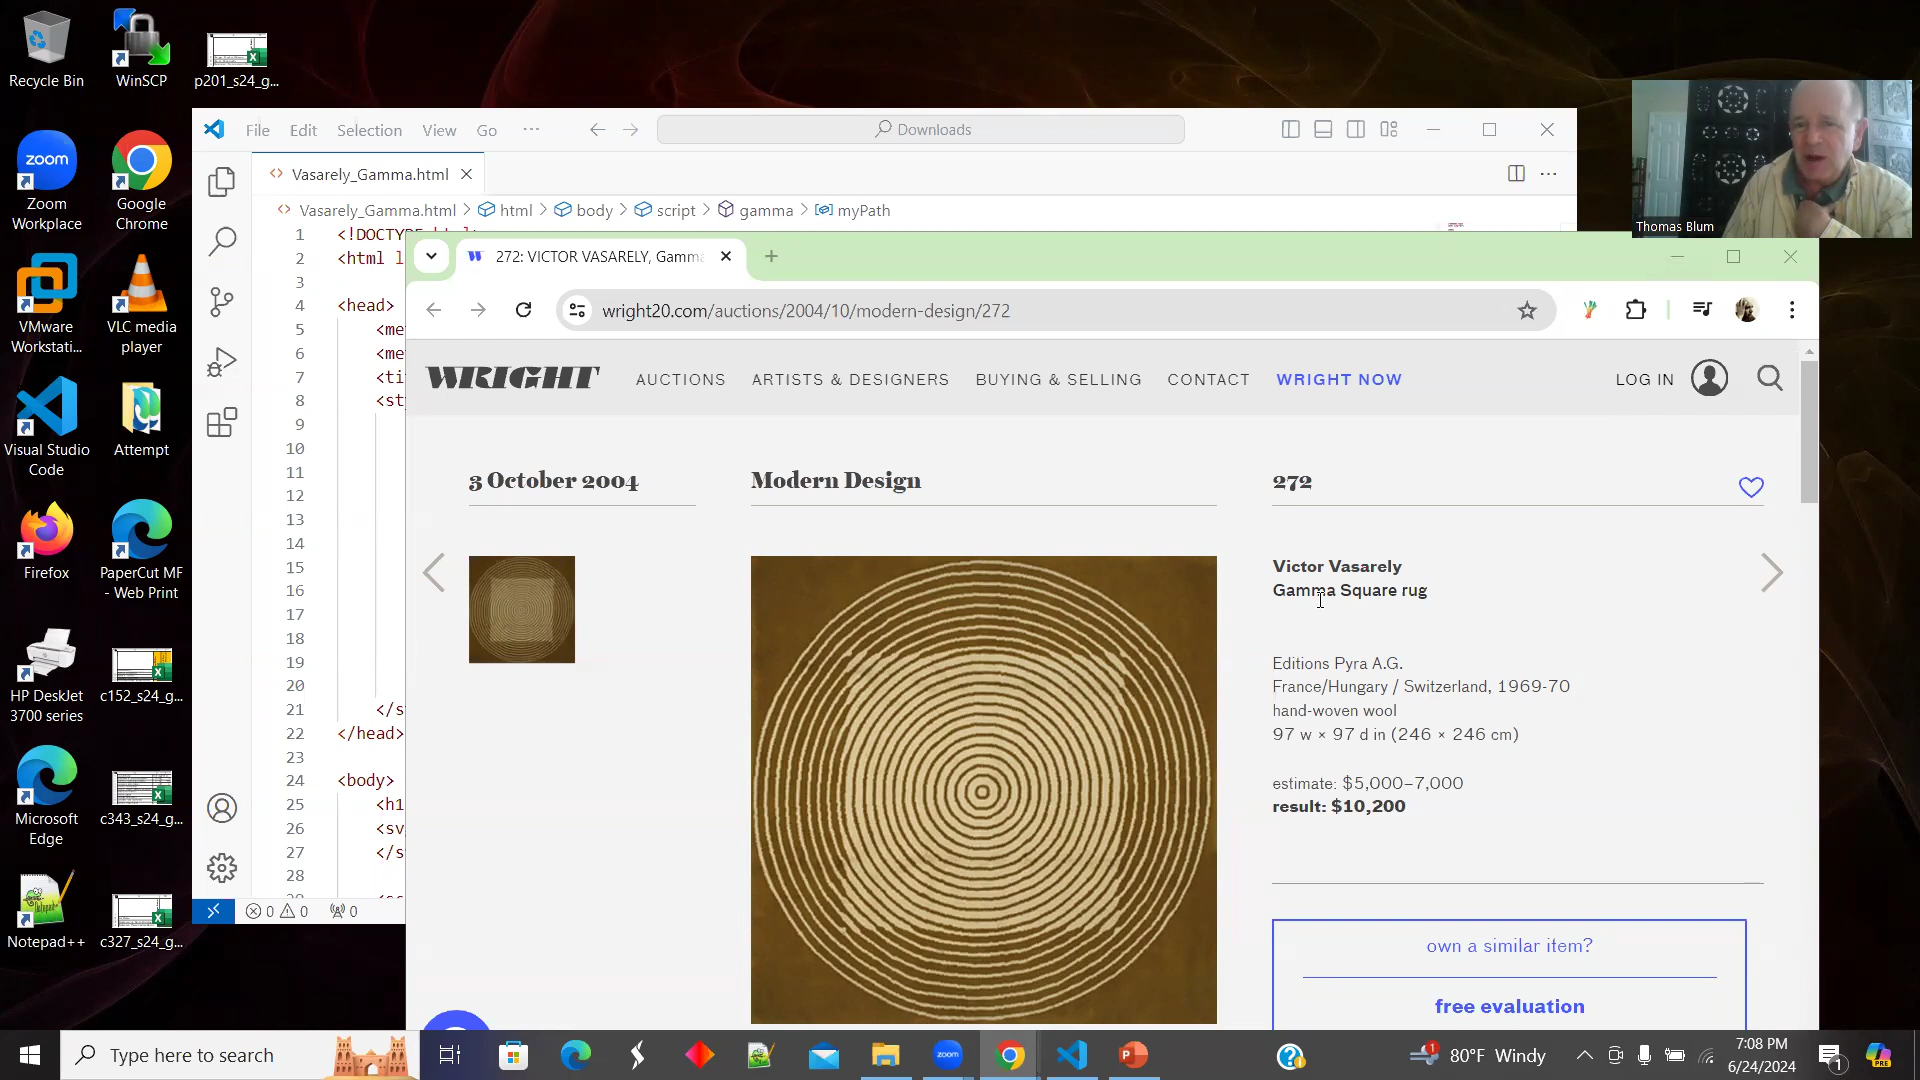 Recycle Bin
WinSCP
p201_s24_g...
Zoom Workplace
Google Chrome
VMware Workstati...
VLC media player
Visual Studio Code
Attempt
Firefox
PaperCut MF - Web Print
HP DeskJet 3700 series
c152_s24_g...
Microsoft Edge
c343_s24_g...
Notepad++
c327_s24_g...
zoom
File Edit Selection View Go ...
Downloads
Vasarely_Gamma.html
Vasarely_Gamma.html > html > body > script > gamma > myPath
1 <!DOCTYPE
2 <html l
3
4 <head>
5 <me
6 <me
7 <ti
8 <st
9
10
11
12
13
14
15
16
17
18
19
20
21 </s
22 </head>
23
24 <body>
25 <h1
26 <sv
27 </s
28
0 0 0
Thomas Blum
272: VICTOR VASARELY, Gamma
wright20.com/auctions/2004/10/modern-design/272
WRIGHT
AUCTIONS ARTISTS & DESIGNERS BUYING & SELLING CONTACT WRIGHT NOW LOG IN
3 October 2004
Modern Design
272
Victor Vasarely
Gamma Square rug
Editions Pyra A.G.
France/Hungary / Switzerland, 1969-70
hand-woven wool
97 w × 97 d in (246 × 246 cm)
estimate: $5,000–7,000
result: $10,200
own a similar item?
free evaluation
Type here to search
zoom
1
80°F Windy
7:08 PM
6/24/2024
1
PRE